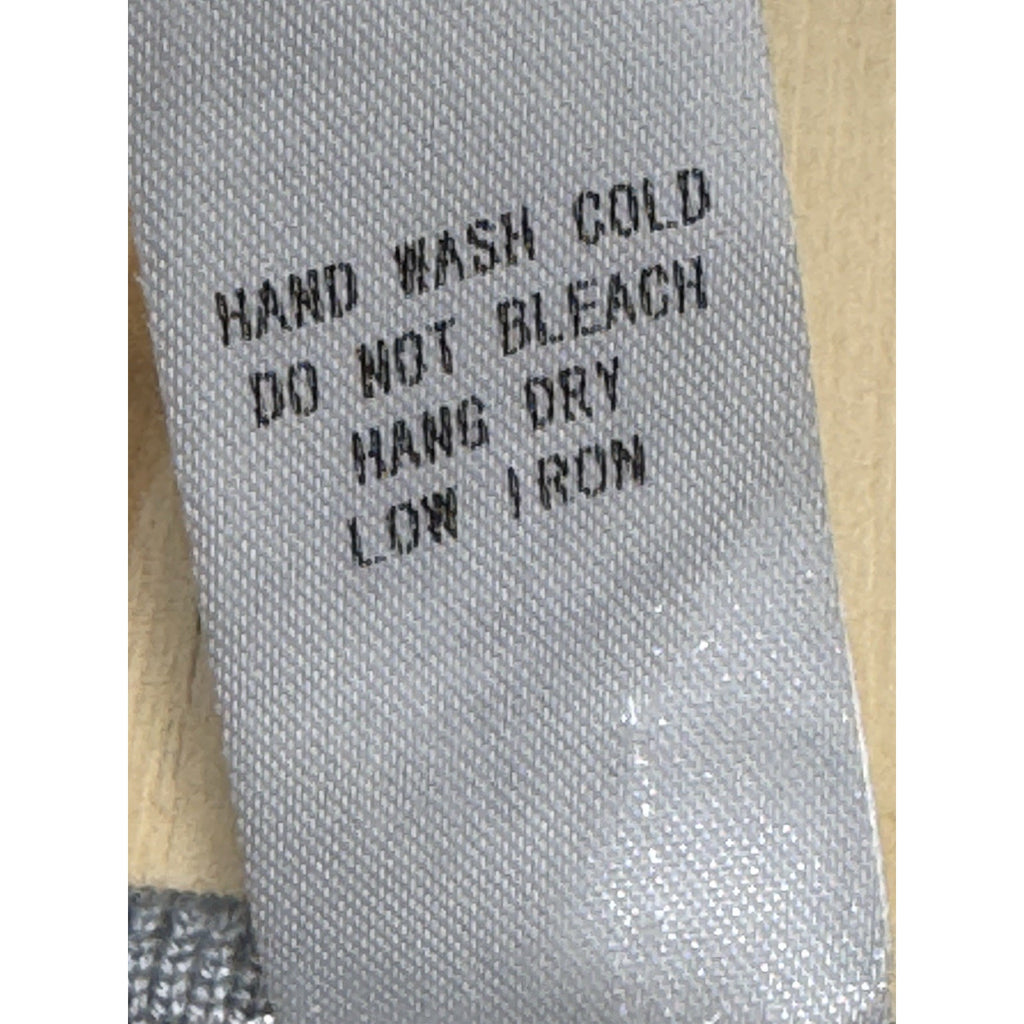 HAND WASH COLD
DO NOT BLEACH
HANG DRY
LOW IRON